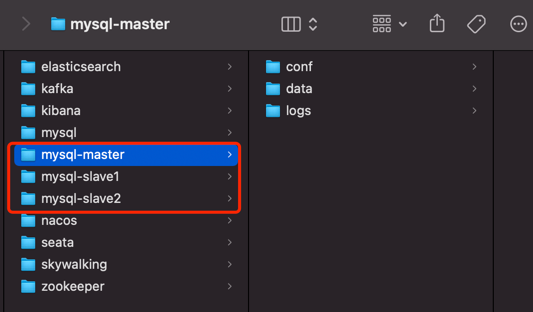 mysql-master
elasticsearch
kafka
kibana
mysql
mysql-master
mysql-slave1
mysql-slave2
nacos
seata
skywalking
zookeeper
conf
data
logs